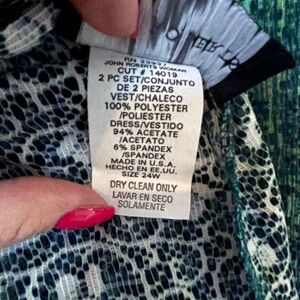 JOHN ROBERTS WOMAN
CUT # 14019
2 PC SET/CONJUNTO
DE 2 PIEZAS
VEST/CHALECO
100% POLYESTER
/POLIESTER
DRESS/VESTIDO
94% ACETATE
/ACETATO
6% SPANDEX
/SPANDEX
MADE IN U.S.A.
HECHO EN EE.UU.
SIZE 24W
DRY CLEAN ONLY
LAVAR EN SECO
SOLAMENTE